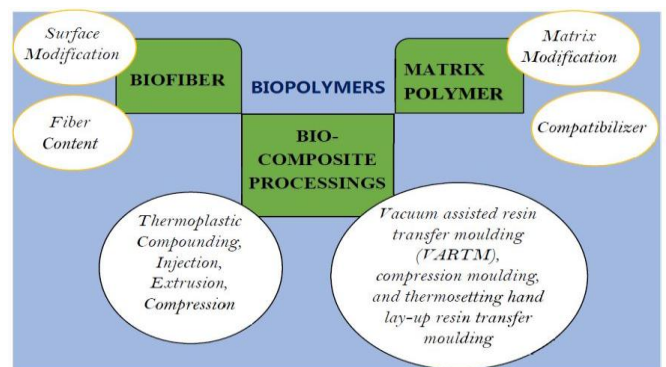 Surface
Modification
BIOFIBER
Fiber
Content
BIOPOLYMERS
MATRIX
POLYMER
Matrix
Modification
Compatibilizer
BIO-
COMPOSITE
PROCESSINGS
Thermoplastic
Compounding,
Injection,
Extrusion,
Compression
Vacuum assisted resin
transfer moulding
(VARTM),
compression moulding,
and thermosetting hand
lay-up resin transfer
moulding